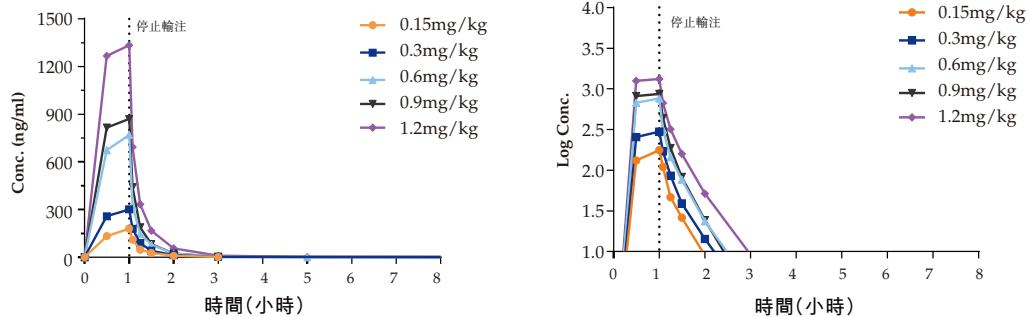 Conc. (ng/ml)
1500
1200
900
600
300
0
0 1 2 3 4 5 6 7 8
時間(小時)
停止輸注
0.15mg/kg
0.3mg/kg
0.6mg/kg
0.9mg/kg
1.2mg/kg
Log Conc.
4.0
3.5
3.0
2.5
2.0
1.5
1.0
0 1 2 3 4 5 6 7 8
時間(小時)
停止輸注
0.15mg/kg
0.3mg/kg
0.6mg/kg
0.9mg/kg
1.2mg/kg